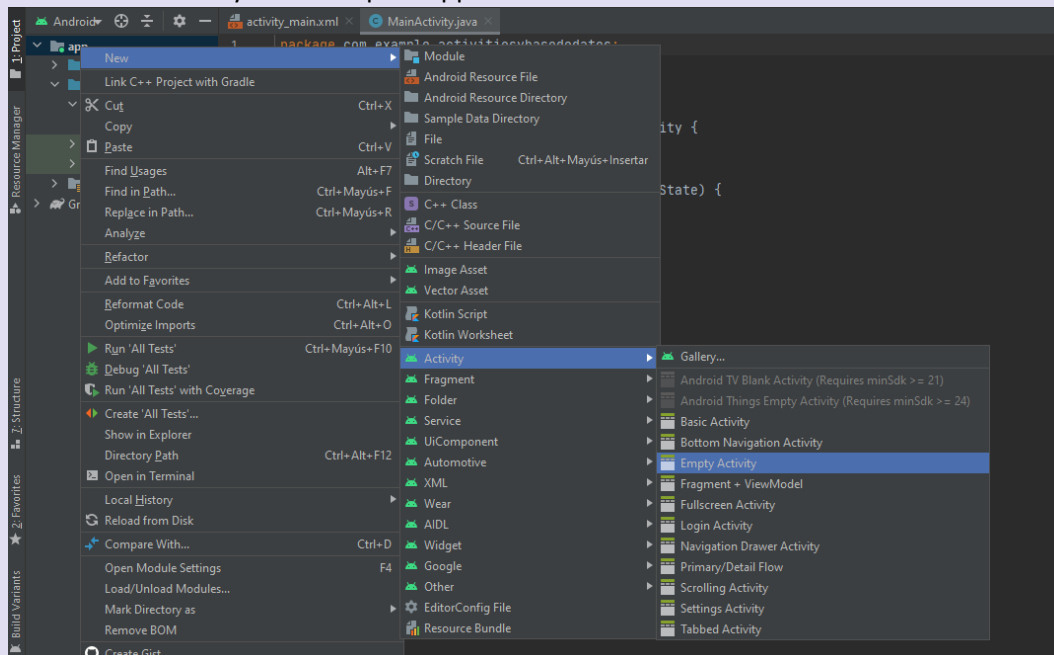 Android
activity_main.xml
MainActivity.java
1: Project
Resource Manager
7: Structure
2: Favorites
Build Variants
1
app
Gr
ity {
State) {
New
Link C++ Project with Gradle
Cut Ctrl+X
Copy
Paste Ctrl+V
Find Usages Alt+F7
Find in Path... Ctrl+Mayús+F
Replace in Path... Ctrl+Mayús+R
Analyze
Refactor
Add to Favorites
Reformat Code Ctrl+Alt+L
Optimize Imports Ctrl+Alt+O
Run 'All Tests' Ctrl+Mayús+F10
Debug 'All Tests'
Run 'All Tests' with Coverage
Create 'All Tests'...
Show in Explorer
Directory Path Ctrl+Alt+F12
Open in Terminal
Local History
Reload from Disk
Compare With... Ctrl+D
Open Module Settings F4
Load/Unload Modules...
Mark Directory as
Remove BOM
Create Gist...
Module
Android Resource File
Android Resource Directory
Sample Data Directory
File
Scratch File Ctrl+Alt+Mayús+Insertar
Directory
C++ Class
C/C++ Source File
C/C++ Header File
Image Asset
Vector Asset
Kotlin Script
Kotlin Worksheet
Activity
Fragment
Folder
Service
UiComponent
Automotive
XML
Wear
AIDL
Widget
Google
Other
EditorConfig File
Resource Bundle
Gallery...
Android TV Blank Activity (Requires minSdk >= 21)
Android Things Empty Activity (Requires minSdk >= 24)
Basic Activity
Bottom Navigation Activity
Empty Activity
Fragment + ViewModel
Fullscreen Activity
Login Activity
Navigation Drawer Activity
Primary/Detail Flow
Scrolling Activity
Settings Activity
Tabbed Activity